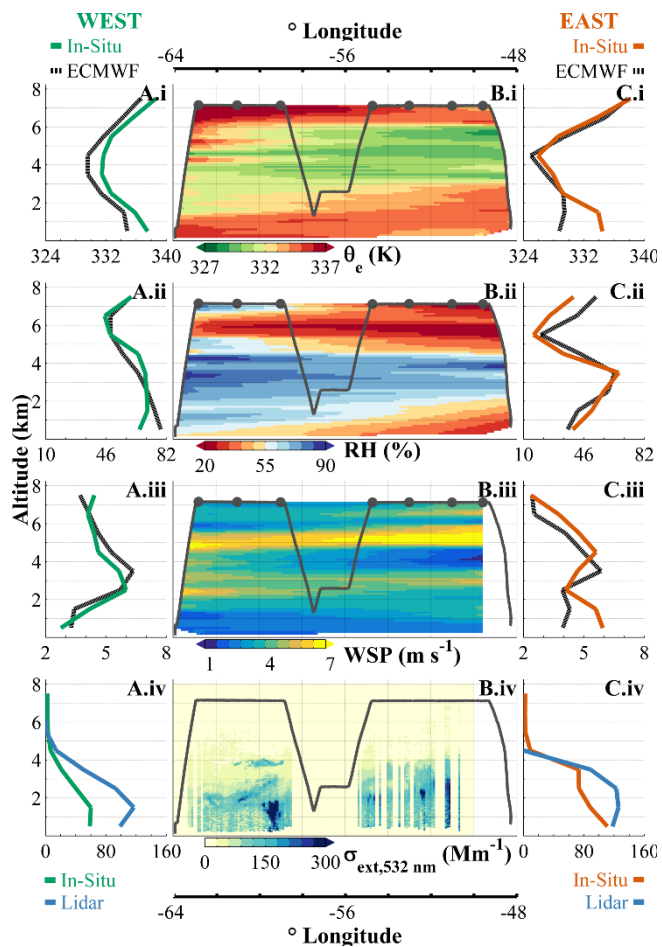 WEST ° Longitude EAST
In-Situ In-Situ
ECMWF -64 -56 -48 ECMWF
8 A.i B.i C.i
6
4
2
324 332 340 324 332 340
327 332 337
θe (K)
8 A.ii B.ii C.ii
6
4
2
10 46 82 10 46 82
20 55 90
RH (%)
Altitude (km)
8 A.iii B.iii C.iii
6
4
2
2 4 6 8 2 4 6 8
1 4 7
WSP (m s-1)
8 A.iv B.iv C.iv
6
4
2
0 80 160 0 80 160
0 150 300
σext,532 nm (Mm-1)
In-Situ In-Situ
Lidar Lidar
-64 -56 -48
° Longitude